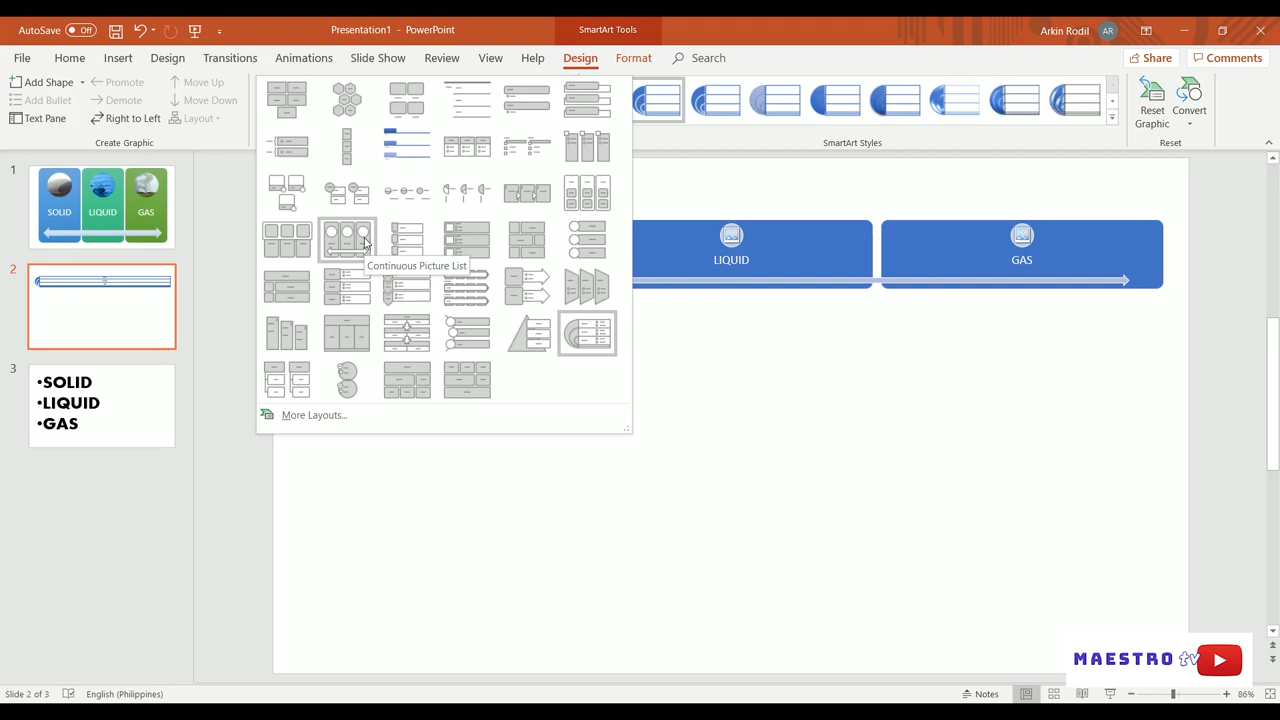 AutoSave Off
Presentation1 - PowerPoint
SmartArt Tools
Arkin Rodil AR
File Home Insert Design Transitions Animations Slide Show Review View Help Design Format Search
Share Comments
Add Shape Promote Move Up
Add Bullet Demote Move Down
Text Pane Right to Left Layout
Create Graphic
Reset Graphic
Convert
SmartArt Styles
Reset
1
SOLID LIQUID GAS
2
3
•SOLID
•LIQUID
•GAS
Continuous Picture List
More Layouts...
LIQUID
GAS
MAESTRO tv
Slide 2 of 3
English (Philippines)
Notes
86%